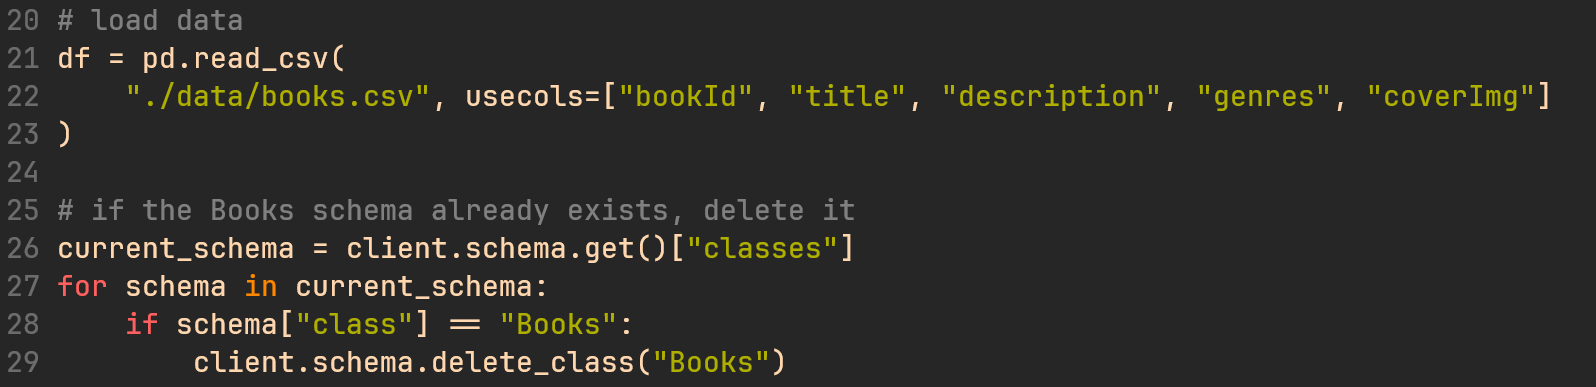 20 # load data
21 df = pd.read_csv(
22     "./data/books.csv", usecols=["bookId", "title", "description", "genres", "coverImg"]
23 )
24
25 # if the Books schema already exists, delete it
26 current_schema = client.schema.get()["classes"]
27 for schema in current_schema:
28     if schema["class"] == "Books":
29         client.schema.delete_class("Books")